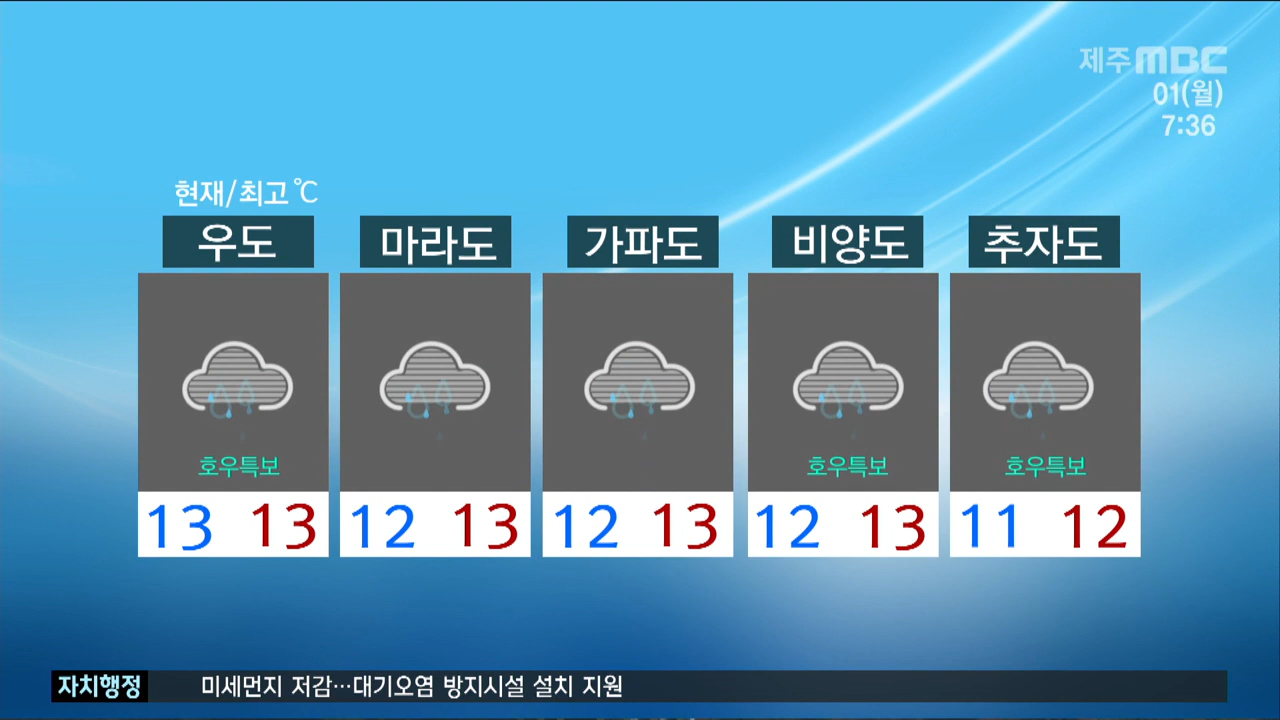 제주MBC
01(월)
7:36
현재/최고℃
우도 마라도 가파도 비양도 추자도
호우특보 호우특보 호우특보
13 13 12 13 12 13 12 13 11 12
자치행정 미세먼지 저감…대기오염 방지시설 설치 지원